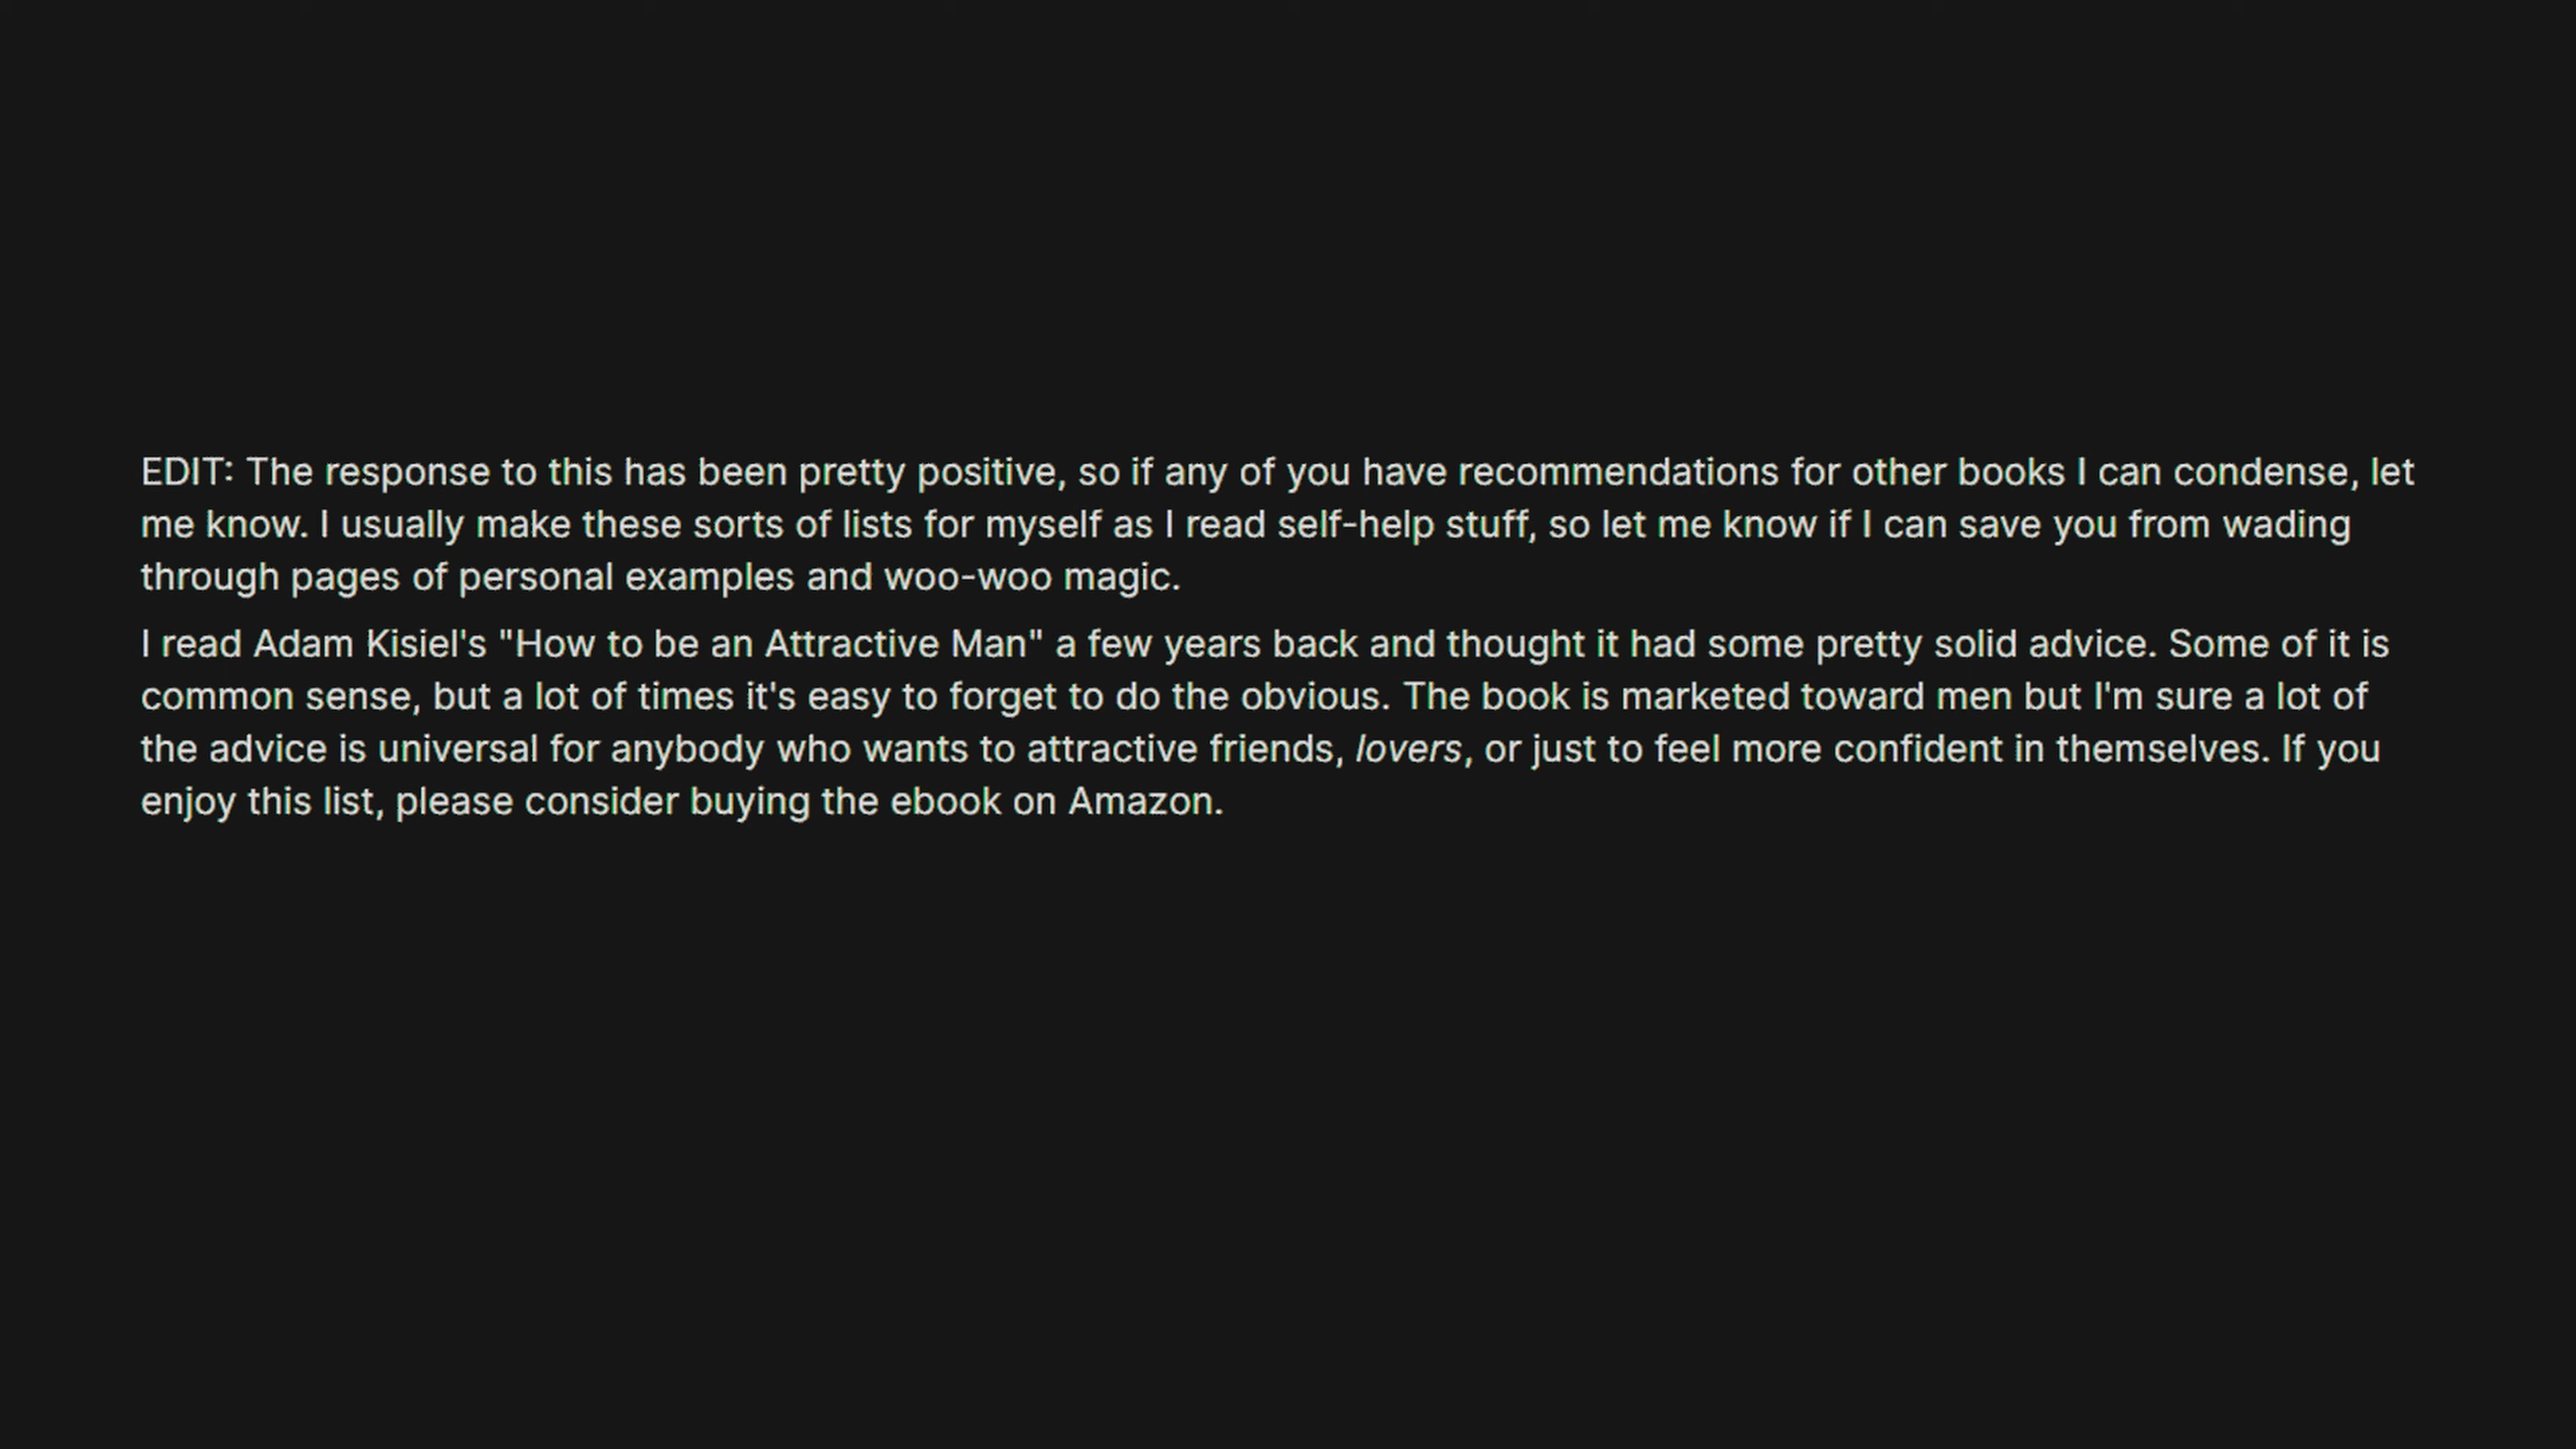 EDIT: The response to this has been pretty positive, so if any of you have recommendations for other books I can condense, let
me know. I usually make these sorts of lists for myself as I read self-help stuff, so let me know if I can save you from wading
through pages of personal examples and woo-woo magic.
I read Adam Kisiel's "How to be an Attractive Man" a few years back and thought it had some pretty solid advice. Some of it is
common sense, but a lot of times it's easy to forget to do the obvious. The book is marketed toward men but I'm sure a lot of
the advice is universal for anybody who wants to attractive friends, lovers, or just to feel more confident in themselves. If you
enjoy this list, please consider buying the ebook on Amazon.